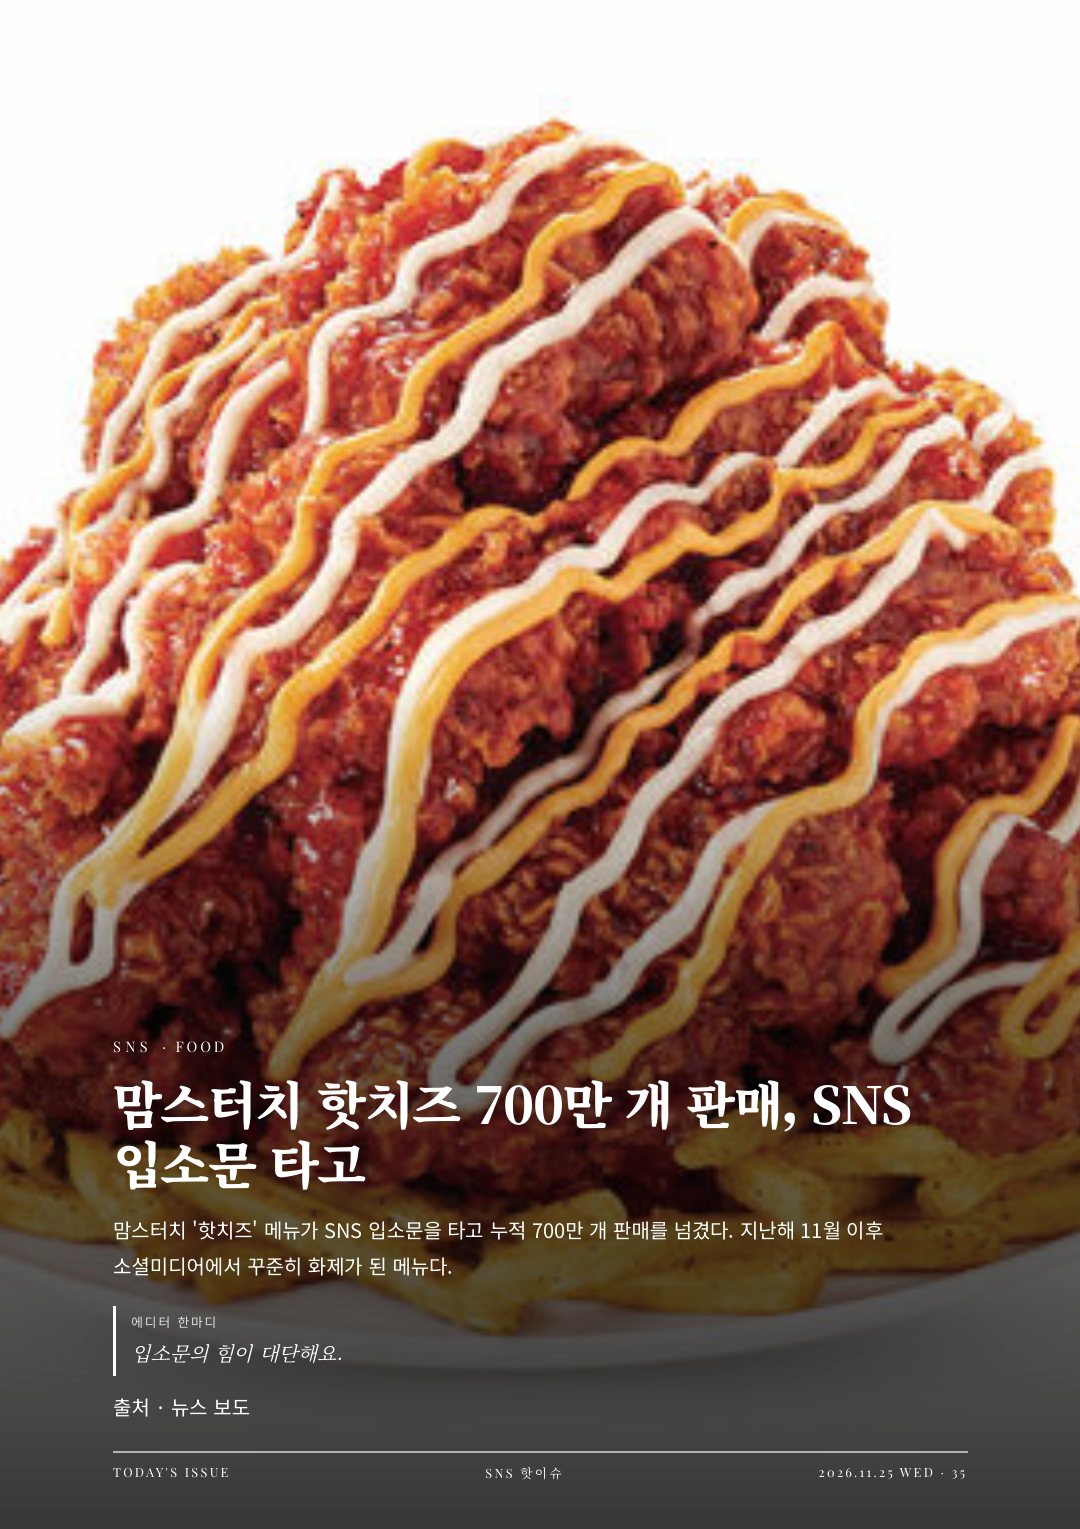 SNS · FOOD
맘스터치 핫치즈 700만 개 판매, SNS
입소문 타고
맘스터치 '핫치즈' 메뉴가 SNS 입소문을 타고 누적 700만 개 판매를 넘겼다. 지난해 11월 이후
소셜미디어에서 꾸준히 화제가 된 메뉴다.
에디터 한마디
입소문의 힘이 대단해요.
출처 · 뉴스 보도
TODAY'S ISSUE
SNS 핫이슈
2026.11.25 WED · 35